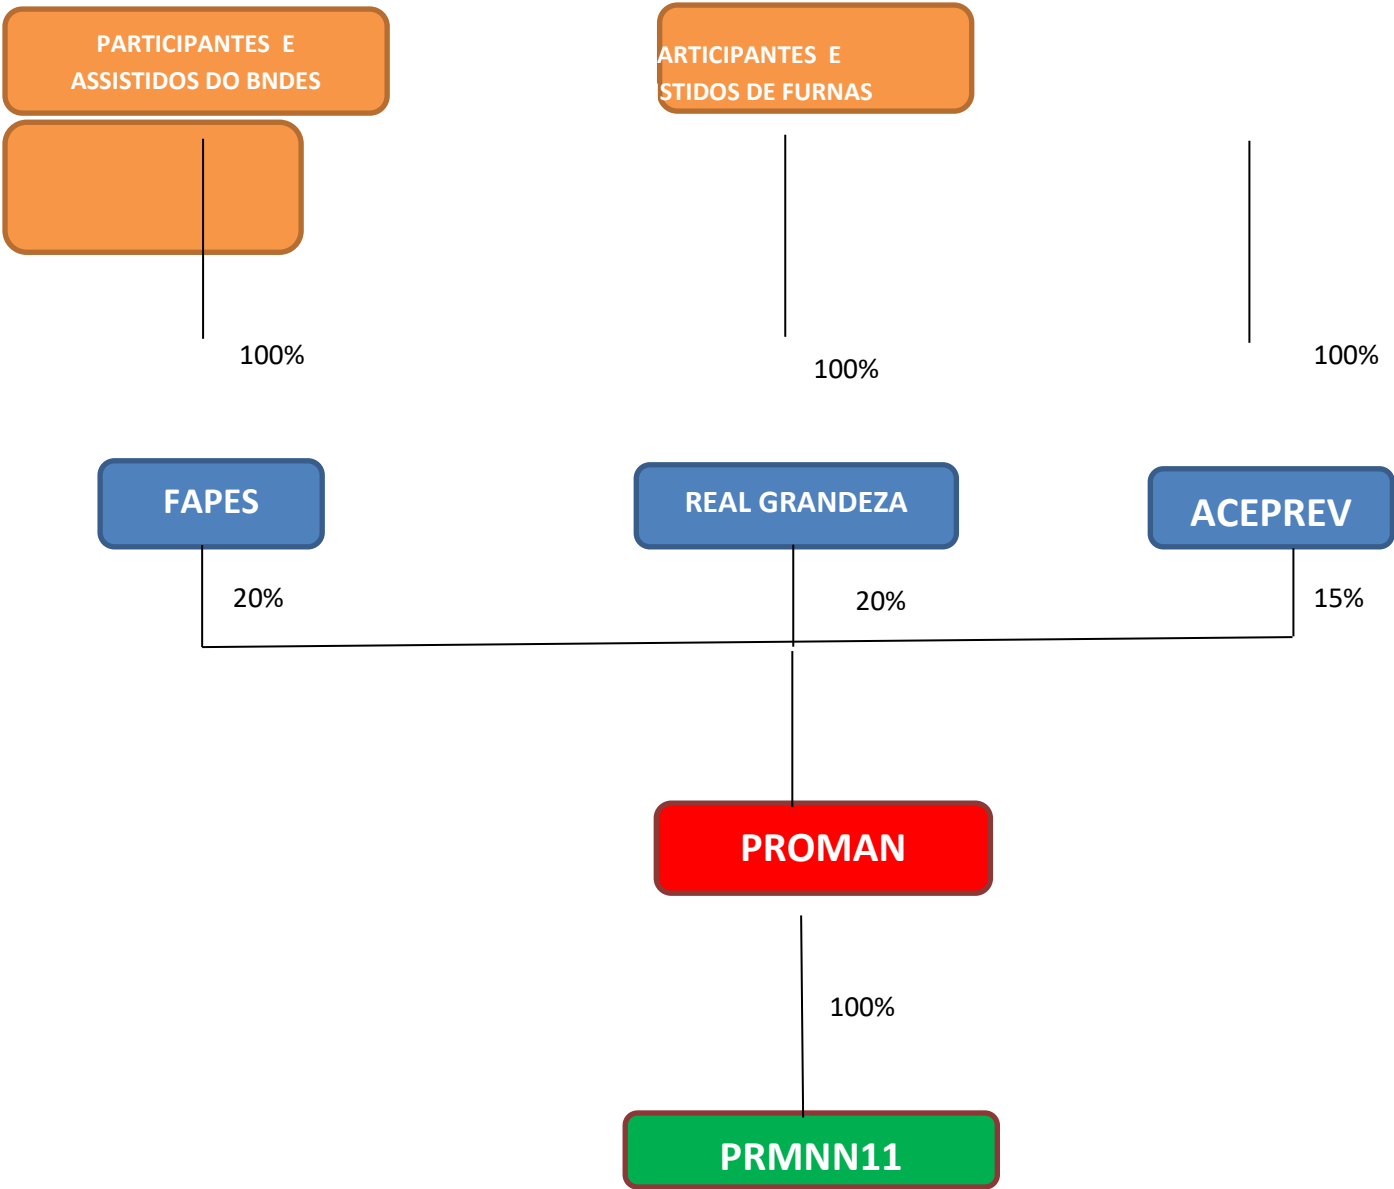 PARTICIPANTES E
ASSISTIDOS DO BNDES
ARTICIPANTES E
STIDOS DE FURNAS
100%
100%
100%
FAPES
REAL GRANDEZA
ACEPREV
20%
20%
15%
PROMAN
100%
PRMNN11